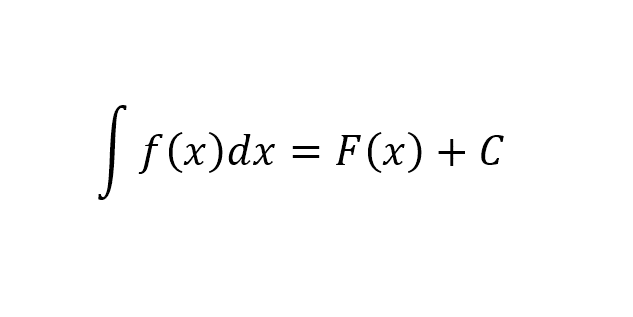 ∫ f(x)dx = F(x) + C